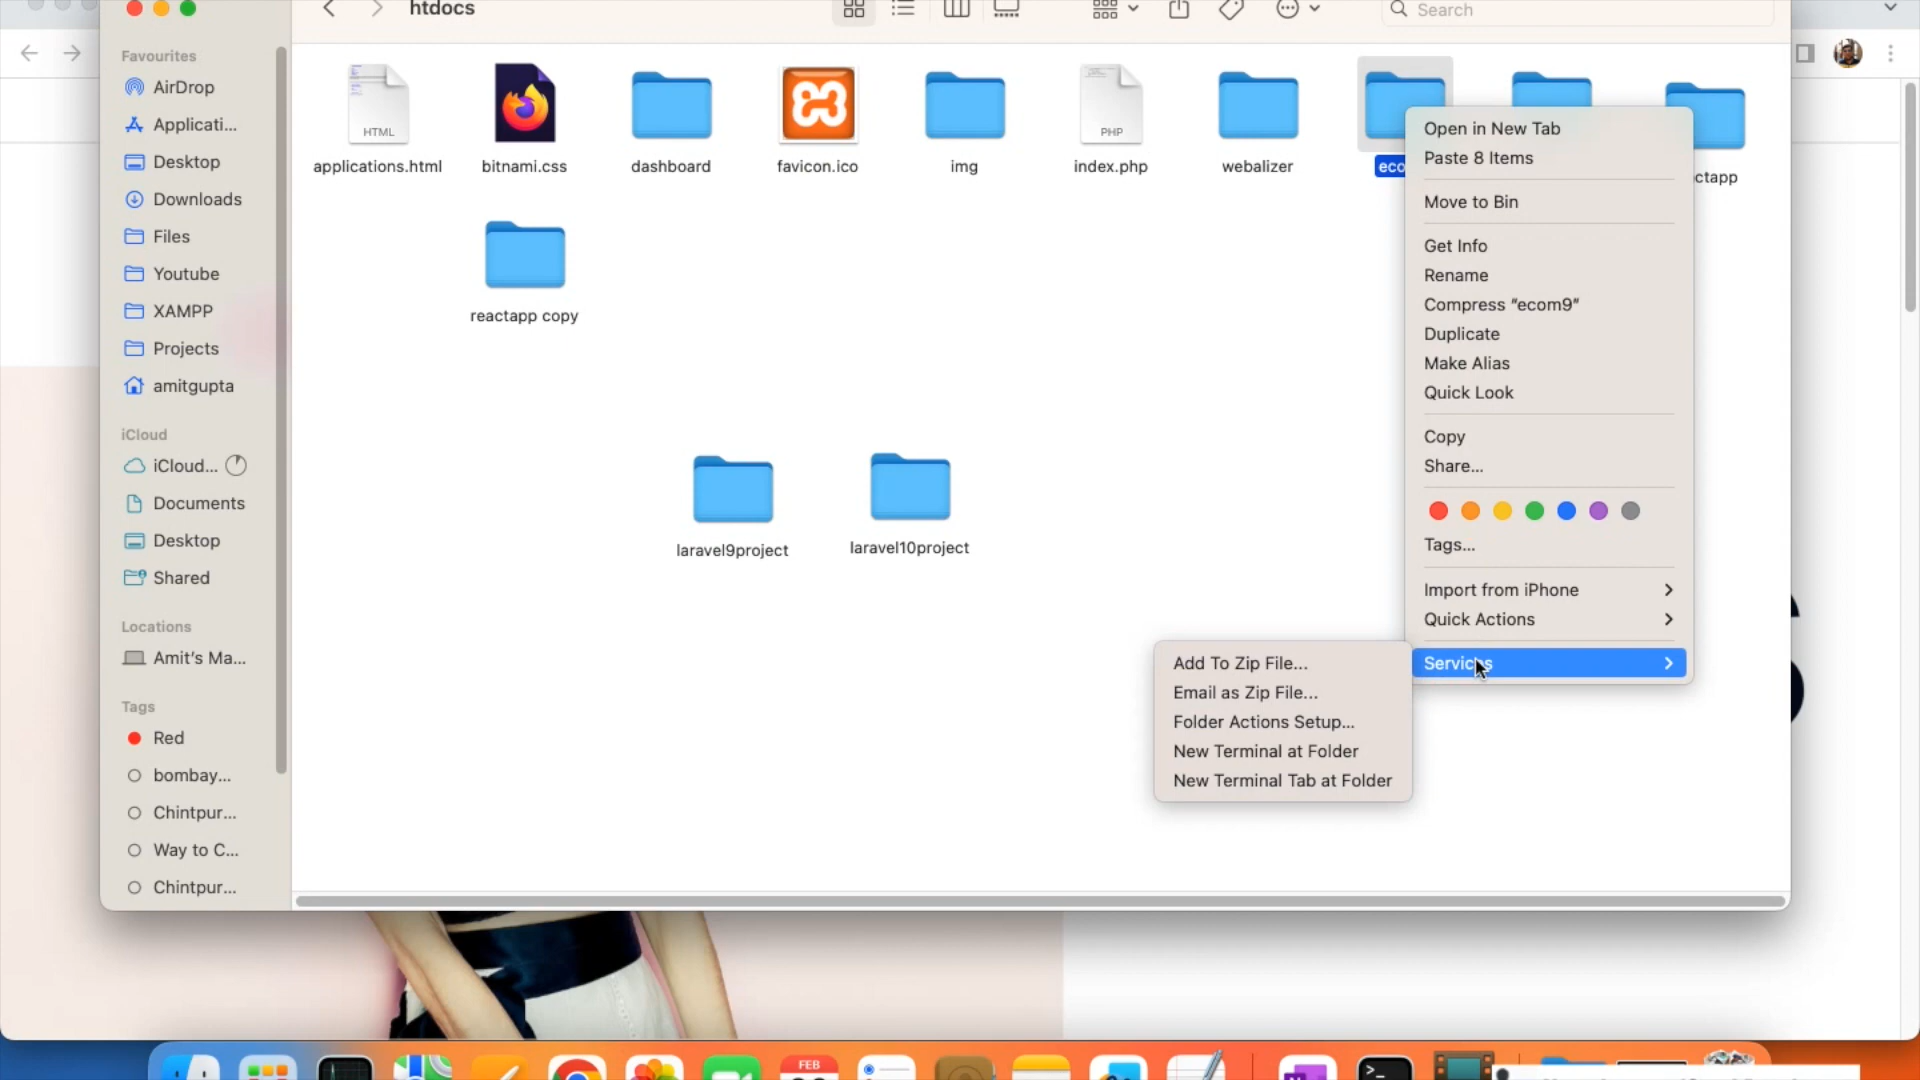 htdocs
Search
Favourites
AirDrop
Applicati...
Desktop
Downloads
Files
Youtube
XAMPP
Projects
amitgupta
iCloud
iCloud...
Documents
Desktop
Shared
Locations
Amit's Ma...
Tags
Red
bombay...
Chintpur...
Way to C...
Chintpur...
HTML
PHP
applications.html
bitnami.css
dashboard
favicon.ico
img
index.php
webalizer
eco
ctapp
reactapp copy
laravel9project
laravel10project
Open in New Tab
Paste 8 Items
Move to Bin
Get Info
Rename
Compress “ecom9”
Duplicate
Make Alias
Quick Look
Copy
Share...
Tags...
Import from iPhone
Quick Actions
Services
Add To Zip File...
Email as Zip File...
Folder Actions Setup...
New Terminal at Folder
New Terminal Tab at Folder
FEB